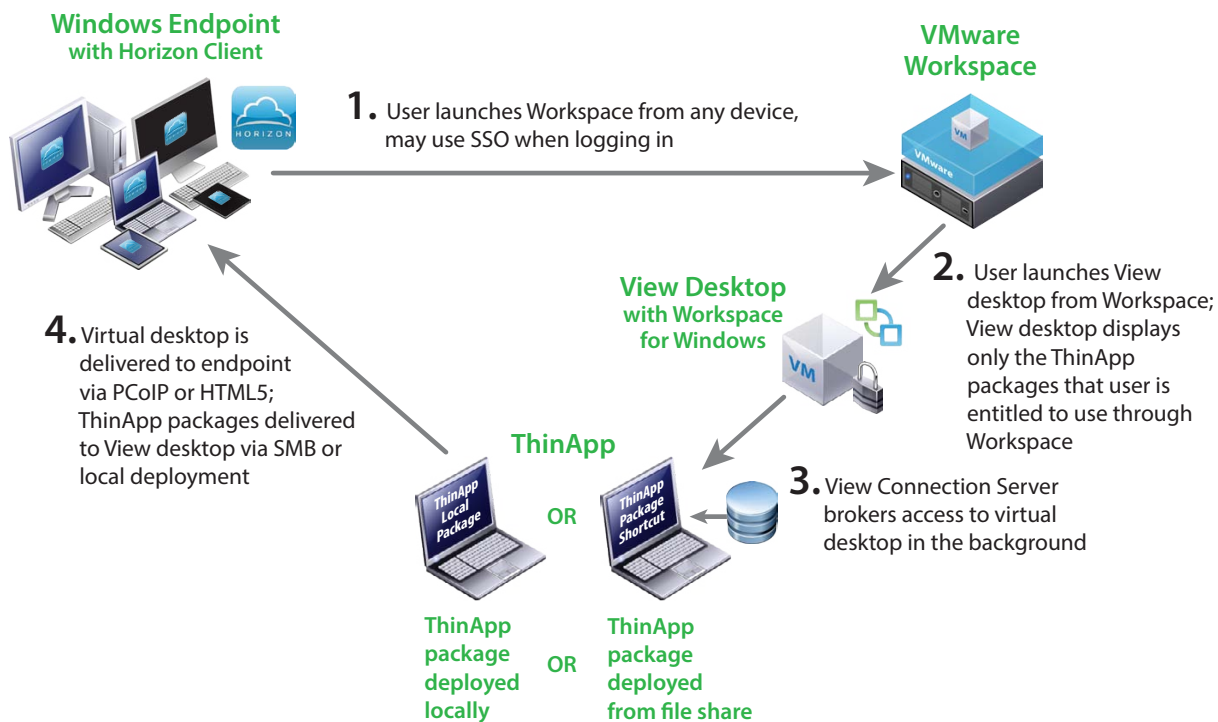 Windows Endpoint
with Horizon Client
HORIZON
1. User launches Workspace from any device,
may use SSO when logging in
VMware
Workspace
VM
VMware
2. User launches View
desktop from Workspace;
View desktop displays
only the ThinApp
packages that user is
entitled to use through
Workspace
View Desktop
with Workspace
for Windows
VM
3. View Connection Server
brokers access to virtual
desktop in the background
4. Virtual desktop is
delivered to endpoint
via PCoIP or HTML5;
ThinApp packages delivered
to View desktop via SMB or
local deployment
ThinApp
ThinApp
Local
Package
OR
ThinApp
Package
Shortcut
ThinApp
package
deployed
locally
OR
ThinApp
package
deployed
from file share